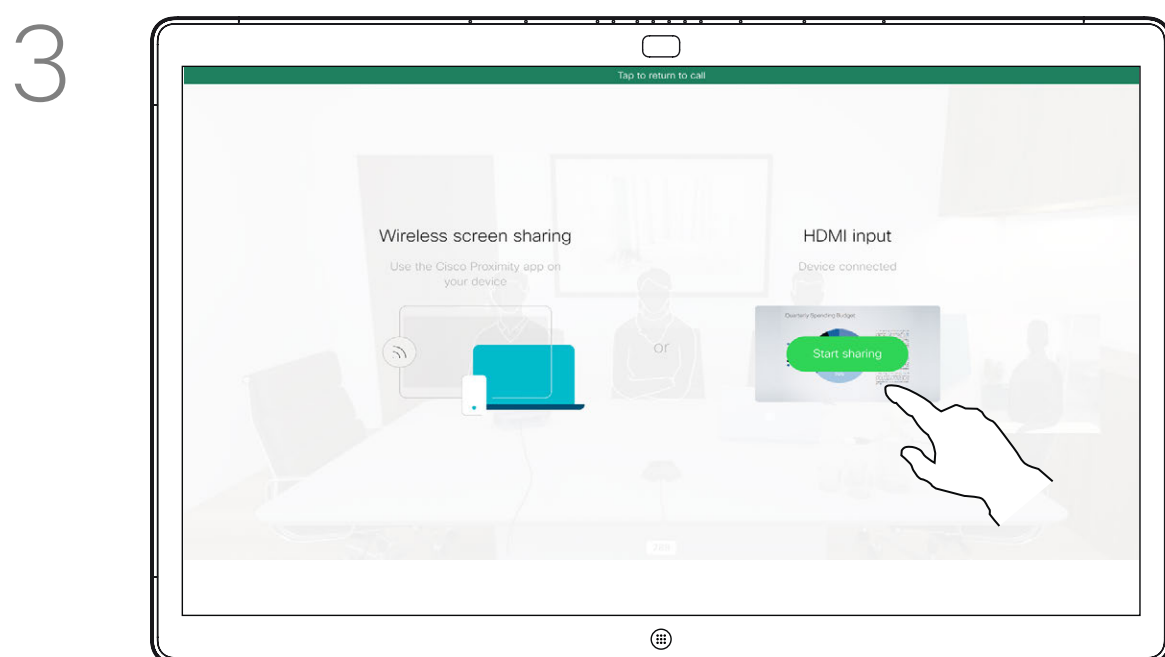 3
Tap to return to call
Wireless screen sharing
Use the Cisco Proximity app on
your device
or
HDMI input
Device connected
Quarterly Spending Budget
Start sharing